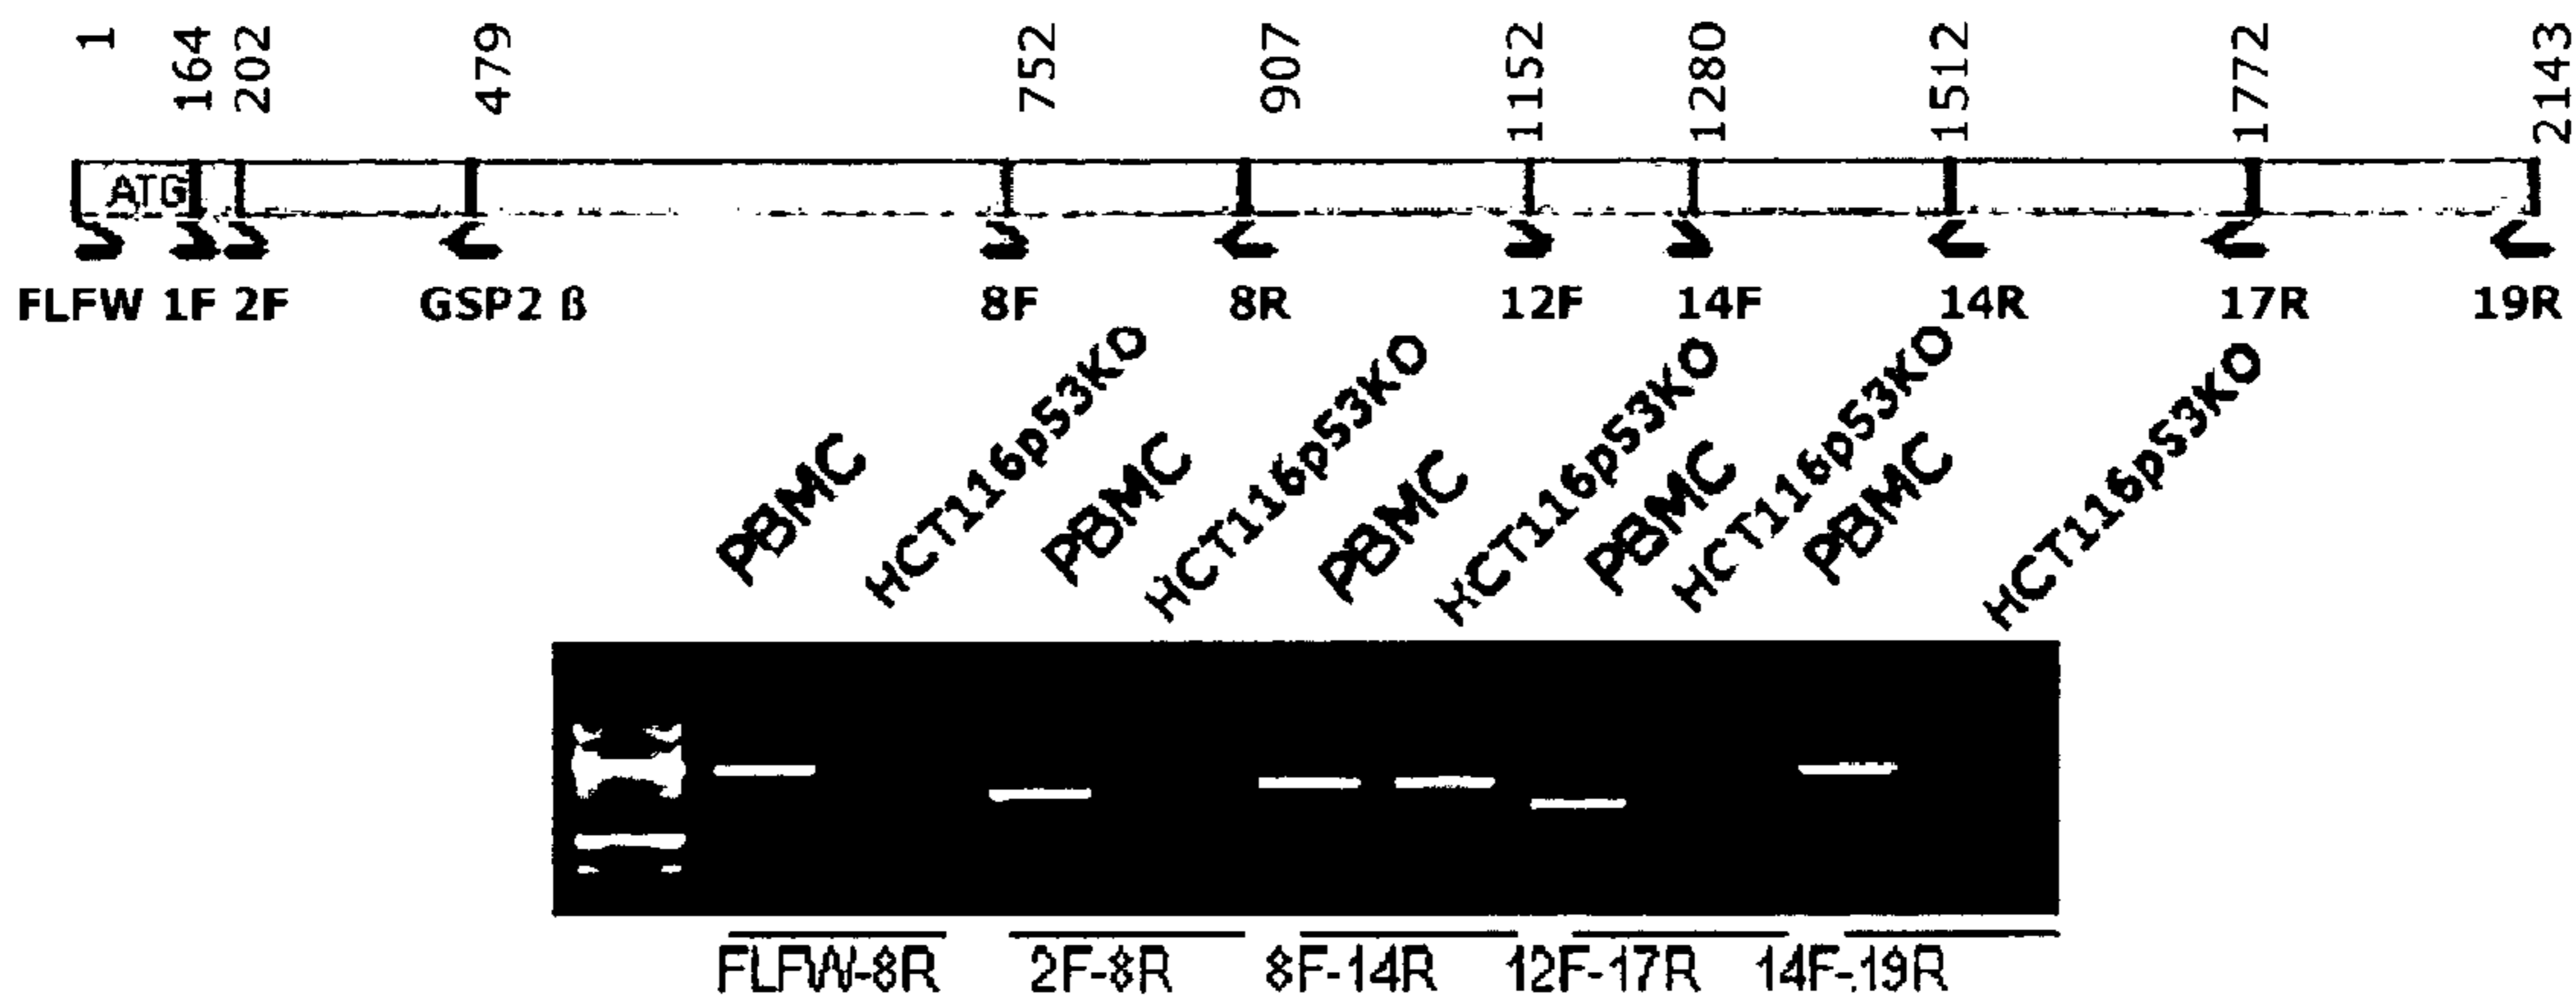 1 164 202 479 752 907 1152 1280 1512 1772 2143
ATG
FLFW 1F 2F GSP2 ß 8F 8R 12F 14F 14R 17R 19R
PBMC HCT116p53KO PBMC HCT116p53KO PBMC HCT116p53KO PBMC HCT116p53KO PBMC HCT116p53KO
FLFW-8R 2F-8R 8F-14R 12F-17R 14F-19R